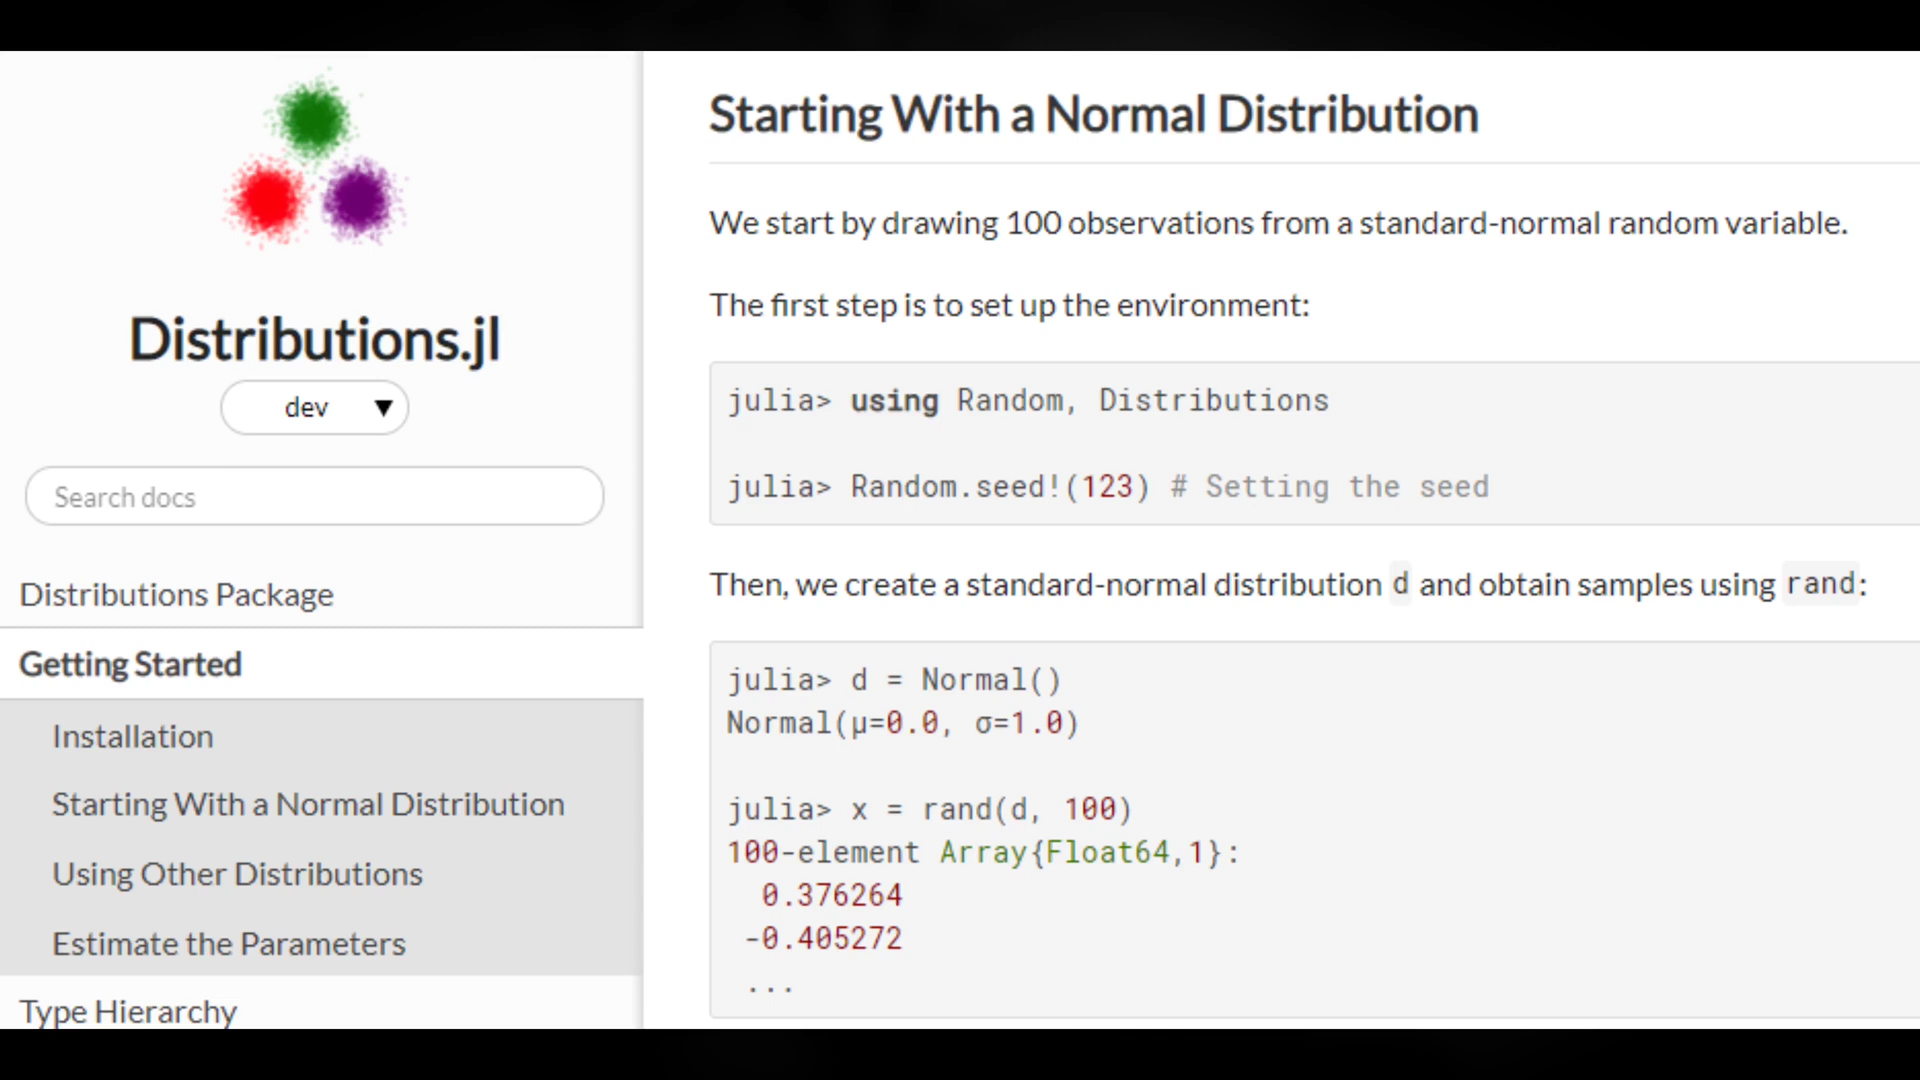 Distributions.jl
dev
Search docs
Distributions Package
Getting Started
Installation
Starting With a Normal Distribution
Using Other Distributions
Estimate the Parameters
Type Hierarchy
Starting With a Normal Distribution
We start by drawing 100 observations from a standard-normal random variable.
The first step is to set up the environment:
julia> using Random, Distributions
julia> Random.seed!(123) # Setting the seed
Then, we create a standard-normal distribution d and obtain samples using rand:
julia> d = Normal()
Normal(μ=0.0, σ=1.0)
julia> x = rand(d, 100)
100-element Array{Float64,1}:
0.376264
-0.405272
...